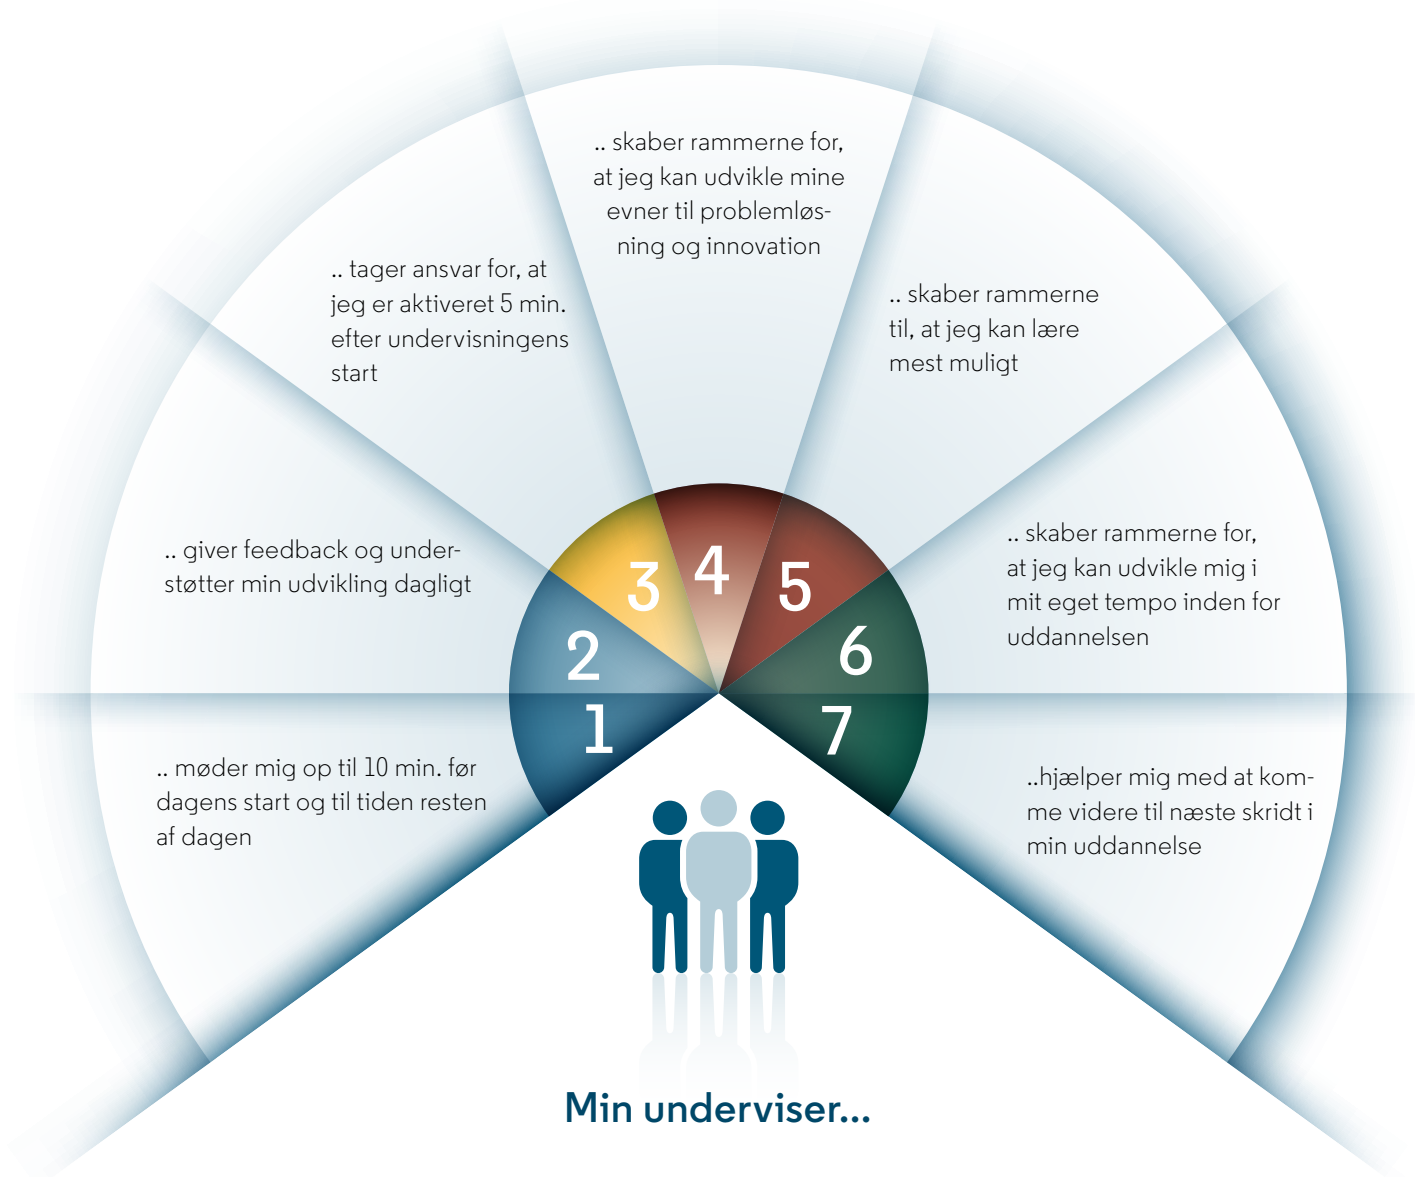 .. skaber rammerne for,
at jeg kan udvikle mine
evner til problemløs-
ning og innovation
.. tager ansvar for, at
jeg er aktiveret 5 min.
efter undervisningens
start
.. skaber rammerne
til, at jeg kan lære
mest muligt
.. giver feedback og under-
støtter min udvikling dagligt
.. skaber rammerne for,
at jeg kan udvikle mig i
mit eget tempo inden for
uddannelsen
.. møder mig op til 10 min. før
dagens start og til tiden resten
af dagen
..hjælper mig med at kom-
me videre til næste skridt i
min uddannelse
1
2
3
4
5
6
7
Min underviser...